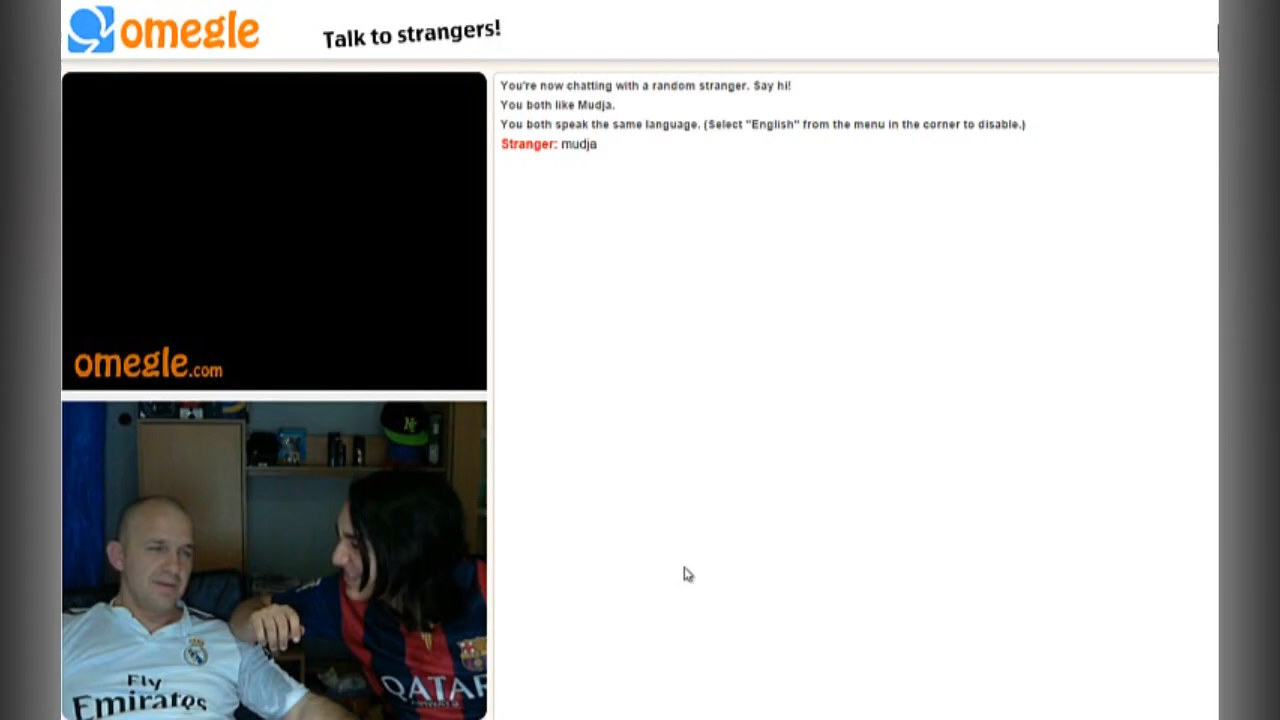 omegle
Talk to strangers!
You're now chatting with a random stranger. Say hi!
You both like Mudja.
You both speak the same language. (Select "English" from the menu in the corner to disable.)
Stranger: mudja
omegle.com
NY
Fly
Emirates
QATAR
AIRWAYS